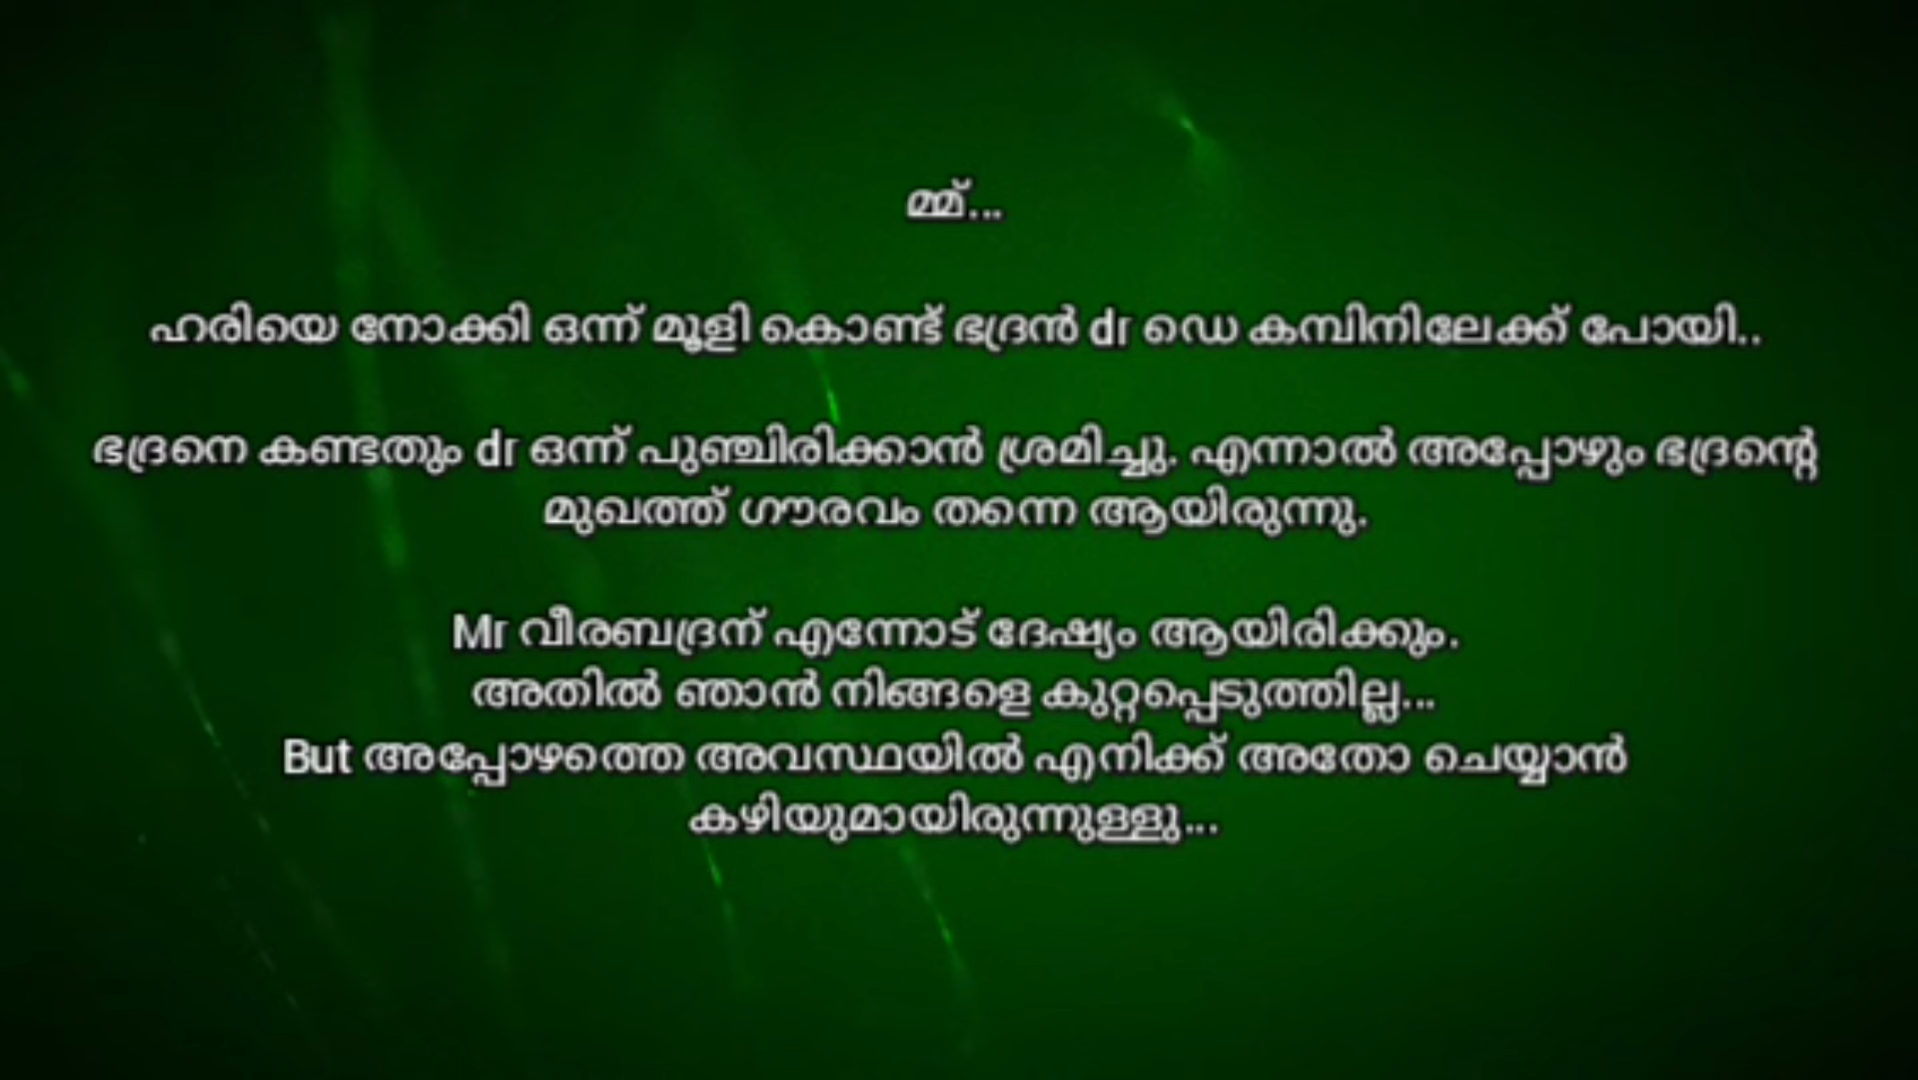 മ്മ്...
ഹരിയെ നോക്കി ഒന്ന് മൂളി കൊണ്ട് ഭദ്രൻ dr ഡെ കമ്പിനിലേക്ക് പോയി..
ഭദ്രനെ കണ്ടതും dr ഒന്ന് പുഞ്ചിരിക്കാൻ ശ്രമിച്ചു. എന്നാൽ അപ്പോഴും ഭദ്രന്റെ
മുഖത്ത് ഗൗരവം തന്നെ ആയിരുന്നു.
Mr വീരബദ്രന് എന്നോട് ദേഷ്യം ആയിരിക്കും.
അതിൽ ഞാൻ നിങ്ങളെ കുറ്റപ്പെടുത്തില്ല...
But അപ്പോഴത്തെ അവസ്ഥയിൽ എനിക്ക് അതോ ചെയ്യാൻ
കഴിയുമായിരുന്നുള്ളു...